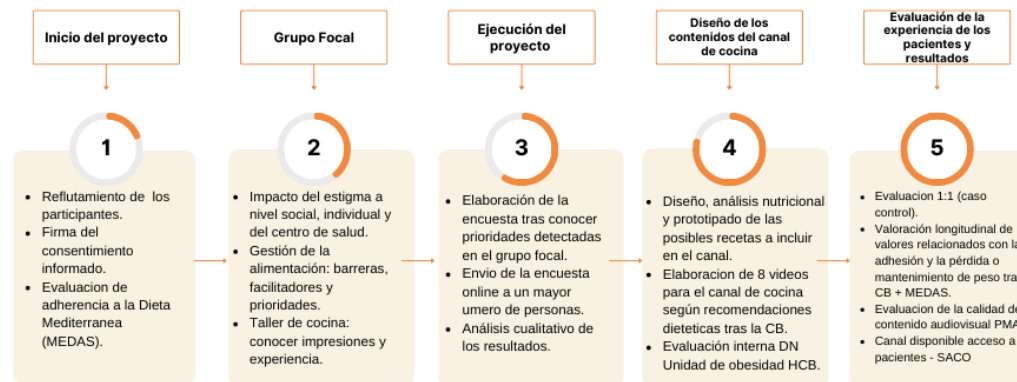 Inicio del proyecto
1
• Reflutamiento de los
participantes.
• Firma del
consentimiento
informado.
• Evaluacion de
adherencia a la Dieta
Mediterranea
(MEDAS).
Grupo Focal
2
• Impacto del estigma a
nivel social, individual y
del centro de salud.
• Gestión de la
alimentación: barreras,
facilitadores y
prioridades.
• Taller de cocina:
conocer impresiones y
experiencia.
Ejecución del
proyecto
3
• Elaboración de la
encuesta tras conocer
prioridades detectadas
en el grupo focal.
• Envio de la encuesta
online a un mayor
umero de personas.
• Análisis cualitativo de
los resultados.
Diseño de los
contenidos del canal
de cocina
4
• Diseño, análisis nutricional
y prototipado de las
posibles recetas a incluir
en el canal.
• Elaboracion de 8 videos
para el canal de cocina
según recomendaciones
dieteticas tras la CB.
• Evaluación interna DN
Unidad de obesidad HCB.
Evaluación de la
experiencia de los
pacientes y
resultados
5
• Evaluacion 1:1 (caso
control).
• Valoración longitudinal de
valores relacionados con
adhesión y la pérdida o
mantenimiento de peso
CB + MEDAS.
• Evaluacion de la calidad
contenido audiovisual
• Canal disponible acceso a
pacientes - SACO